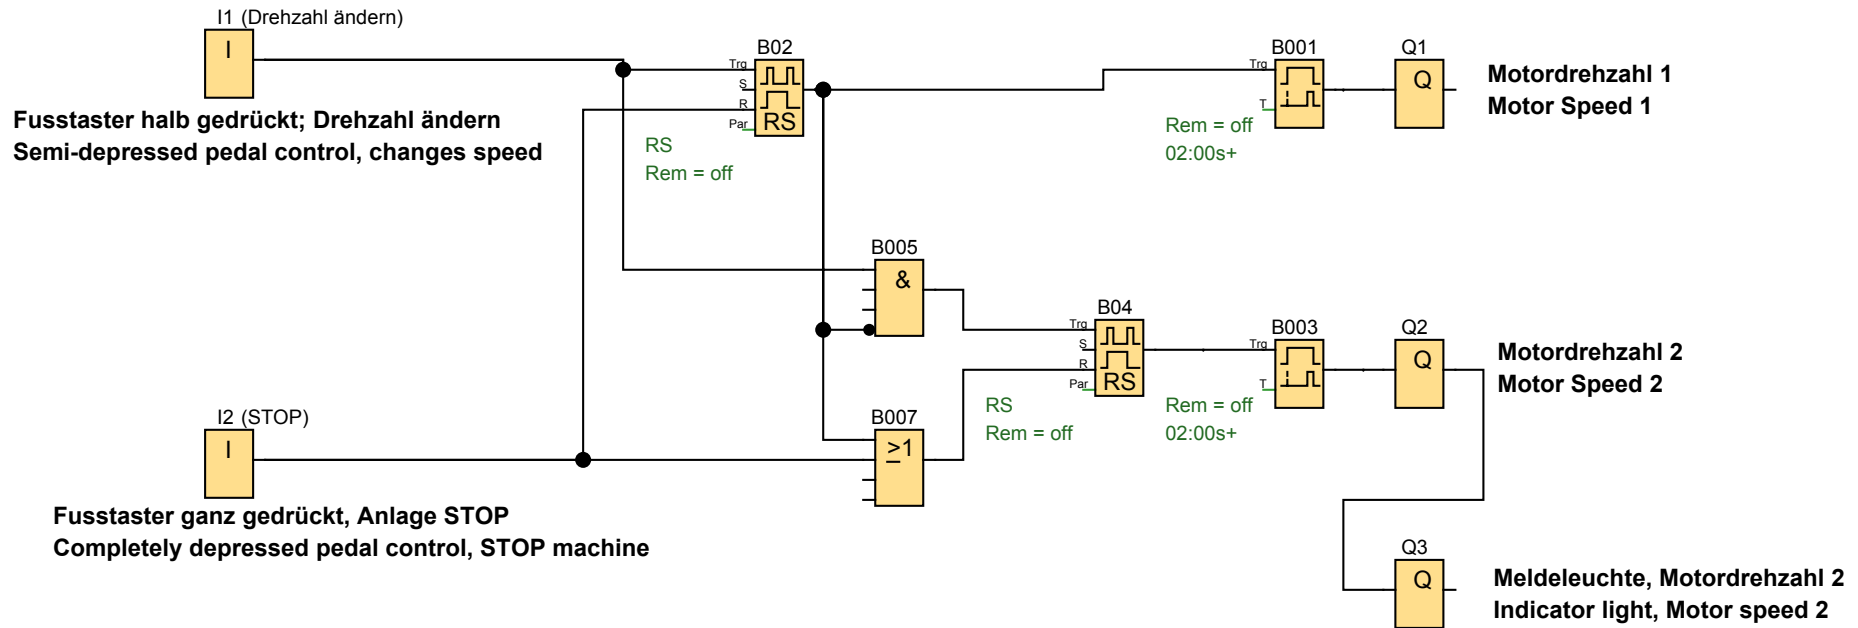 I1 (Drehzahl ändern)
I
Fusstaster halb gedrückt; Drehzahl ändern
Semi-depressed pedal control, changes speed
B02
Trg
S
R
Par
RS
RS
Rem = off
B001
Trg
T
Rem = off
02:00s+
Q1
Q
Motordrehzahl 1
Motor Speed 1
B005
&
B04
Trg
S
R
Par
RS
RS
Rem = off
B003
Trg
T
Rem = off
02:00s+
Q2
Q
Motordrehzahl 2
Motor Speed 2
I2 (STOP)
I
B007
≥1
Fusstaster ganz gedrückt, Anlage STOP
Completely depressed pedal control, STOP machine
Q3
Q
Meldeleuchte, Motordrehzahl 2
Indicator light, Motor speed 2